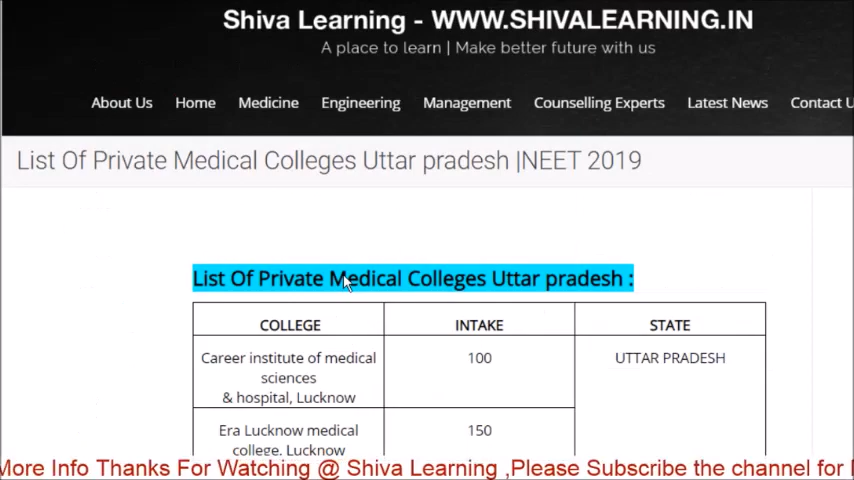 Shiva Learning - WWW.SHIVALEARNING.IN
A place to learn | Make better future with us
About Us Home Medicine Engineering Management Counselling Experts Latest News Contact U
List Of Private Medical Colleges Uttar pradesh |NEET 2019
List Of Private Medical Colleges Uttar pradesh :
COLLEGE INTAKE STATE
Career institute of medical 100 UTTAR PRADESH
sciences
& hospital, Lucknow
Era Lucknow medical 150
college, Lucknow
More Info Thanks For Watching @ Shiva Learning ,Please Subscribe the channel for